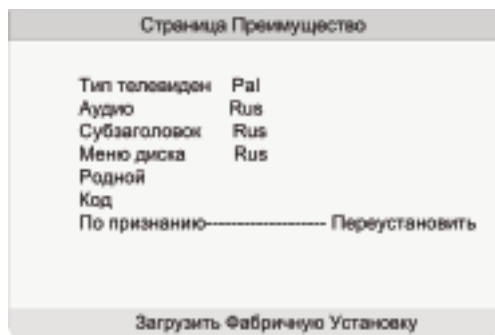 Страница Преимущество
Тип телевиден Pal
Аудио Rus
Субзаголовок Rus
Меню диска Rus
Родной
Код
По признанию--------------------- Переустановить
Загрузить Фабричную Установку